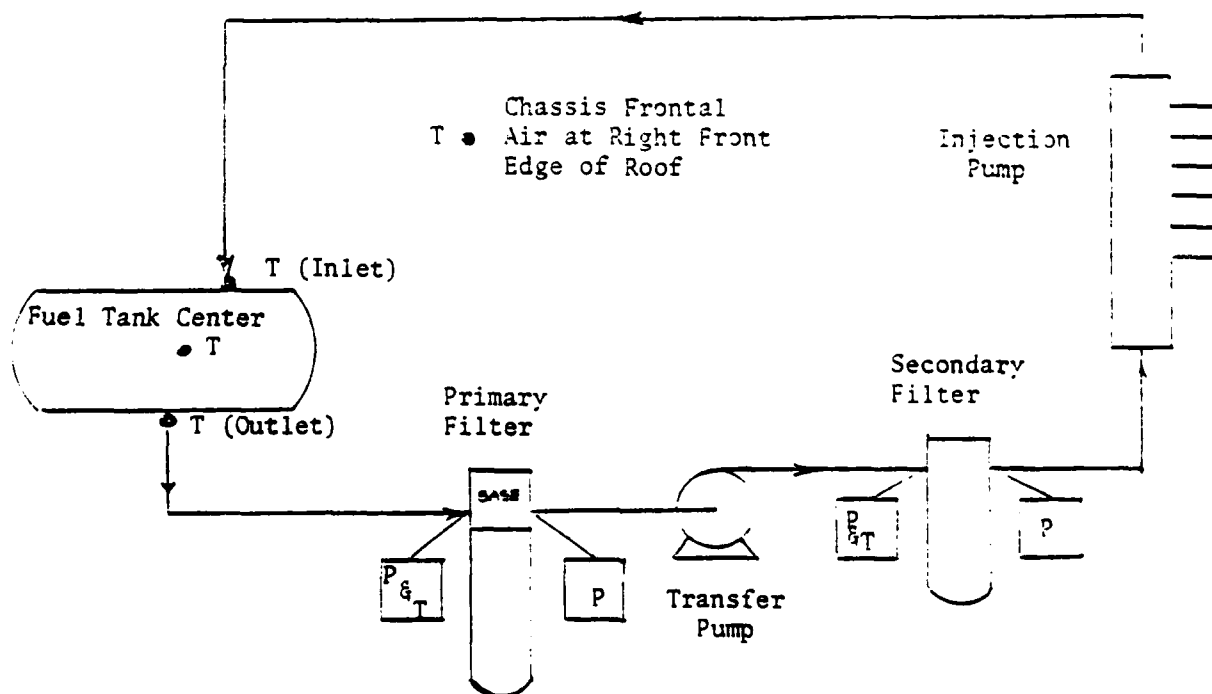 Chassis Frontal
T Air at Right Front
Edge of Roof
Injection
Pump
T (Inlet)
Fuel Tank Center
T
T (Outlet)
Primary
Filter
Secondary
Filter
BASE
P
&T
P
P
&T
P
Transfer
Pump